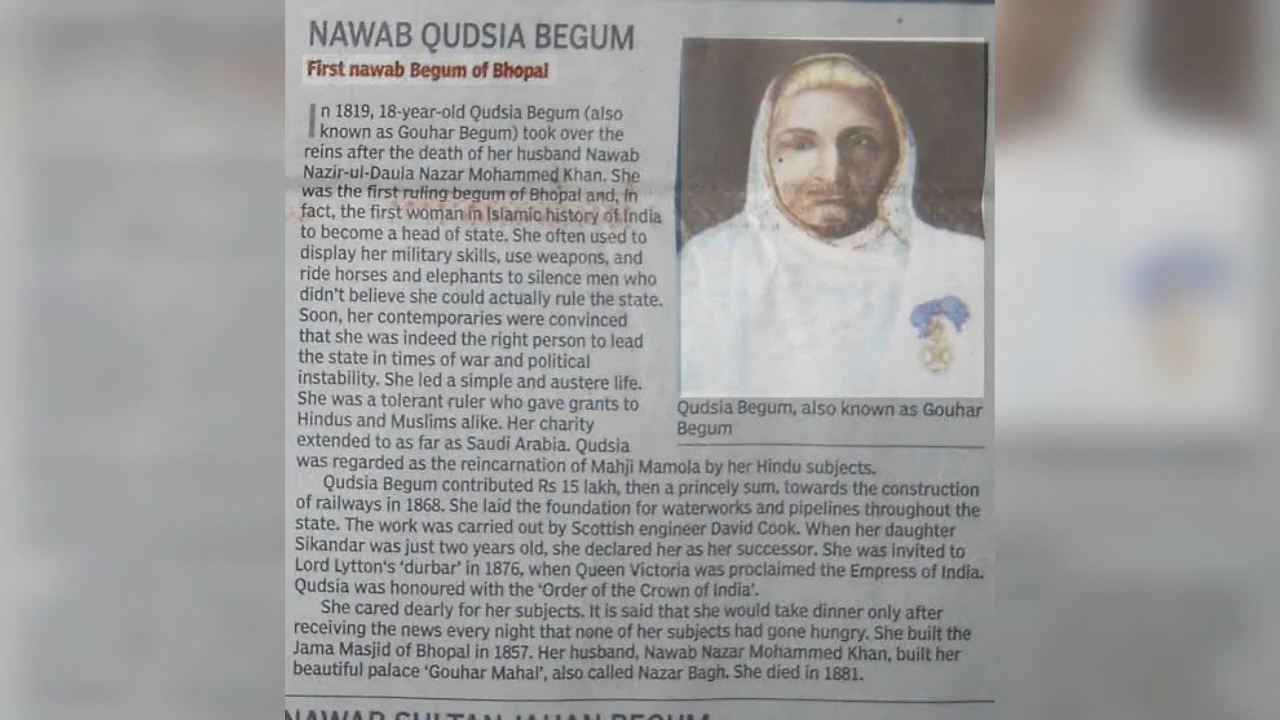 NAWAB QUDSIA BEGUM
First nawab Begum of Bhopal
In 1819, 18-year-old Qudsia Begum (also
known as Gouhar Begum) took over the
reins after the death of her husband Nawab
Nazir-ul-Daula Nazar Mohammed Khan. She
was the first ruling begum of Bhopal and, in
fact, the first woman in Islamic history of India
to become a head of state. She often used to
display her military skills, use weapons, and
ride horses and elephants to silence men who
didn't believe she could actually rule the state.
Soon, her contemporaries were convinced
that she was indeed the right person to lead
the state in times of war and political
instability. She led a simple and austere life.
She was a tolerant ruler who gave grants to
Hindus and Muslims alike. Her charity
extended to as far as Saudi Arabia. Qudsia
was regarded as the reincarnation of Mahji Mamola by her Hindu subjects.
Qudsia Begum contributed Rs 15 lakh, then a princely sum, towards the construction
of railways in 1868. She laid the foundation for waterworks and pipelines throughout the
state. The work was carried out by Scottish engineer David Cook. When her daughter
Sikandar was just two years old, she declared her as her successor. She was invited to
Lord Lytton's 'durbar' in 1876, when Queen Victoria was proclaimed the Empress of India.
Qudsia was honoured with the 'Order of the Crown of India'.
She cared dearly for her subjects. It is said that she would take dinner only after
receiving the news every night that none of her subjects had gone hungry. She built the
Jama Masjid of Bhopal in 1857. Her husband, Nawab Nazar Mohammed Khan, built her
beautiful palace 'Gouhar Mahal', also called Nazar Bagh. She died in 1881.
Qudsia Begum, also known as Gouhar
Begum
NAWAB SULTAN JAHAN BEGUM